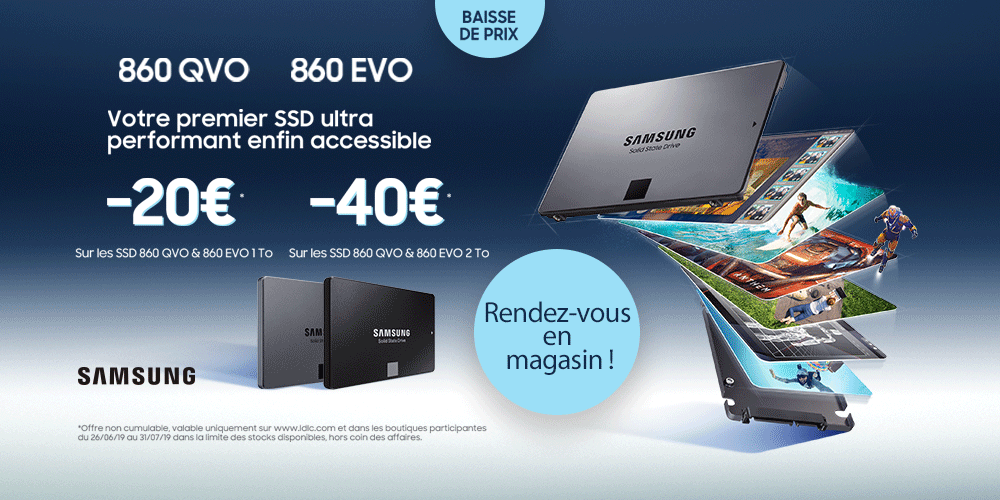 BAISSE
DE PRIX
860 QVO 860 EVO
Votre premier SSD ultra
performant enfin accessible
-20€* -40€*
Sur les SSD 860 QVO & 860 EVO 1 To Sur les SSD 860 QVO & 860 EVO 2 To
SAMSUNG
Solid State Drive
Rendez-vous
en
magasin !
SAM
Solid
SAMSUNG
Solid State Drive
SAMSUNG
*Offre non cumulable, valable uniquement sur www.ldlc.com et dans les boutiques participantes
du 26/06/19 au 31/07/19 dans la limite des stocks disponibles, hors coin des affaires.